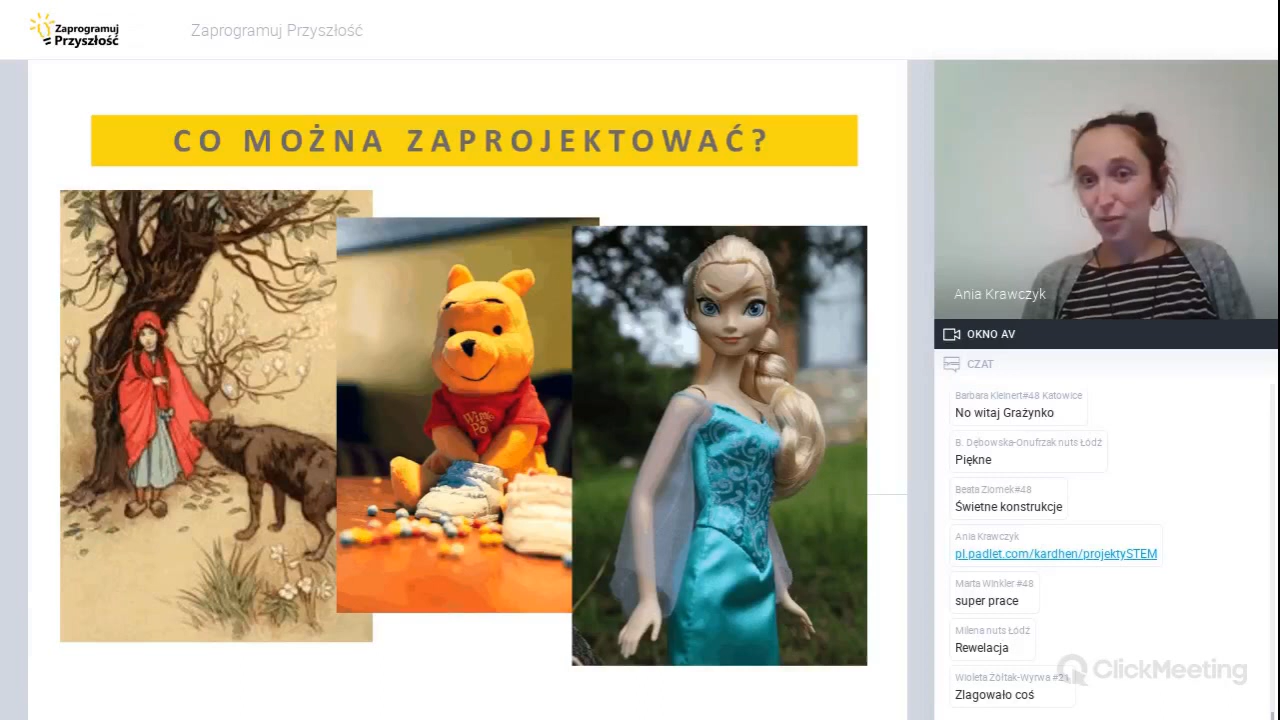 Zaprogramuj
Przyszłość
Zaprogramuj Przyszłość
CO MOŻNA ZAPROJEKTOWAĆ?
Ania Krawczyk
OKNO AV
CZAT
Barbara Kleinert#48 Katowice
No witaj Grażynko
B. Dębowska-Onufrzak nuts Łódź
Piękne
Beata Ziomek#48
Świetne konstrukcje
Ania Krawczyk
pl.padlet.com/kardhen/projektySTEM
Marta Winkler #48
super prace
Milena nuts Łódź
Rewelacja
Wioleta Żółtak-Wyrwa #21
Zlagowało coś
ClickMeeting